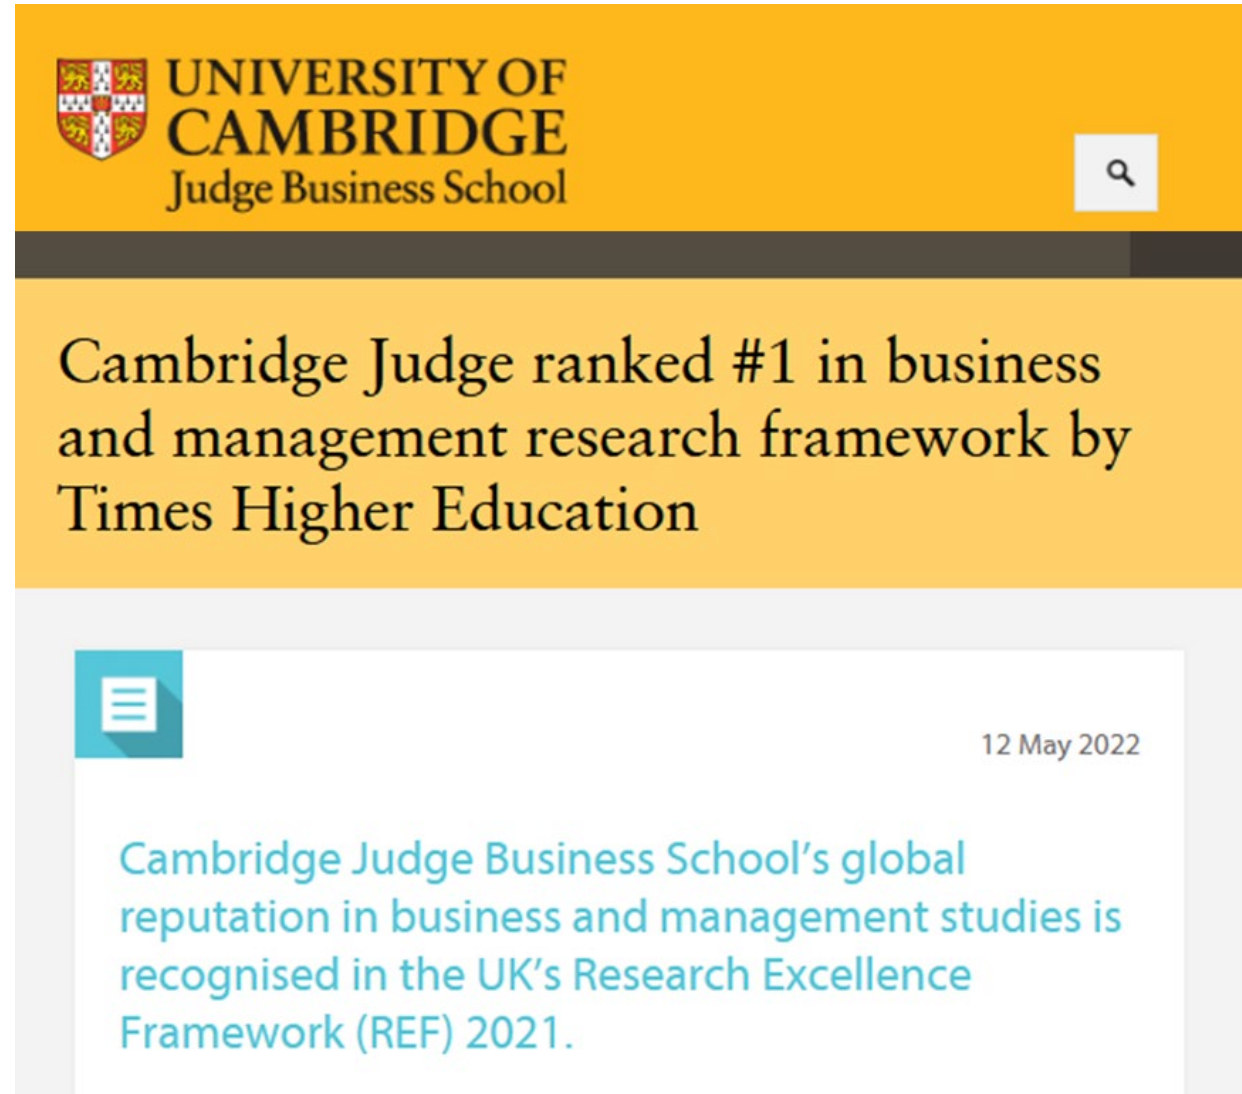 UNIVERSITY OF
CAMBRIDGE
Judge Business School
Cambridge Judge ranked #1 in business
and management research framework by
Times Higher Education
12 May 2022
Cambridge Judge Business School's global
reputation in business and management studies is
recognised in the UK's Research Excellence
Framework (REF) 2021.